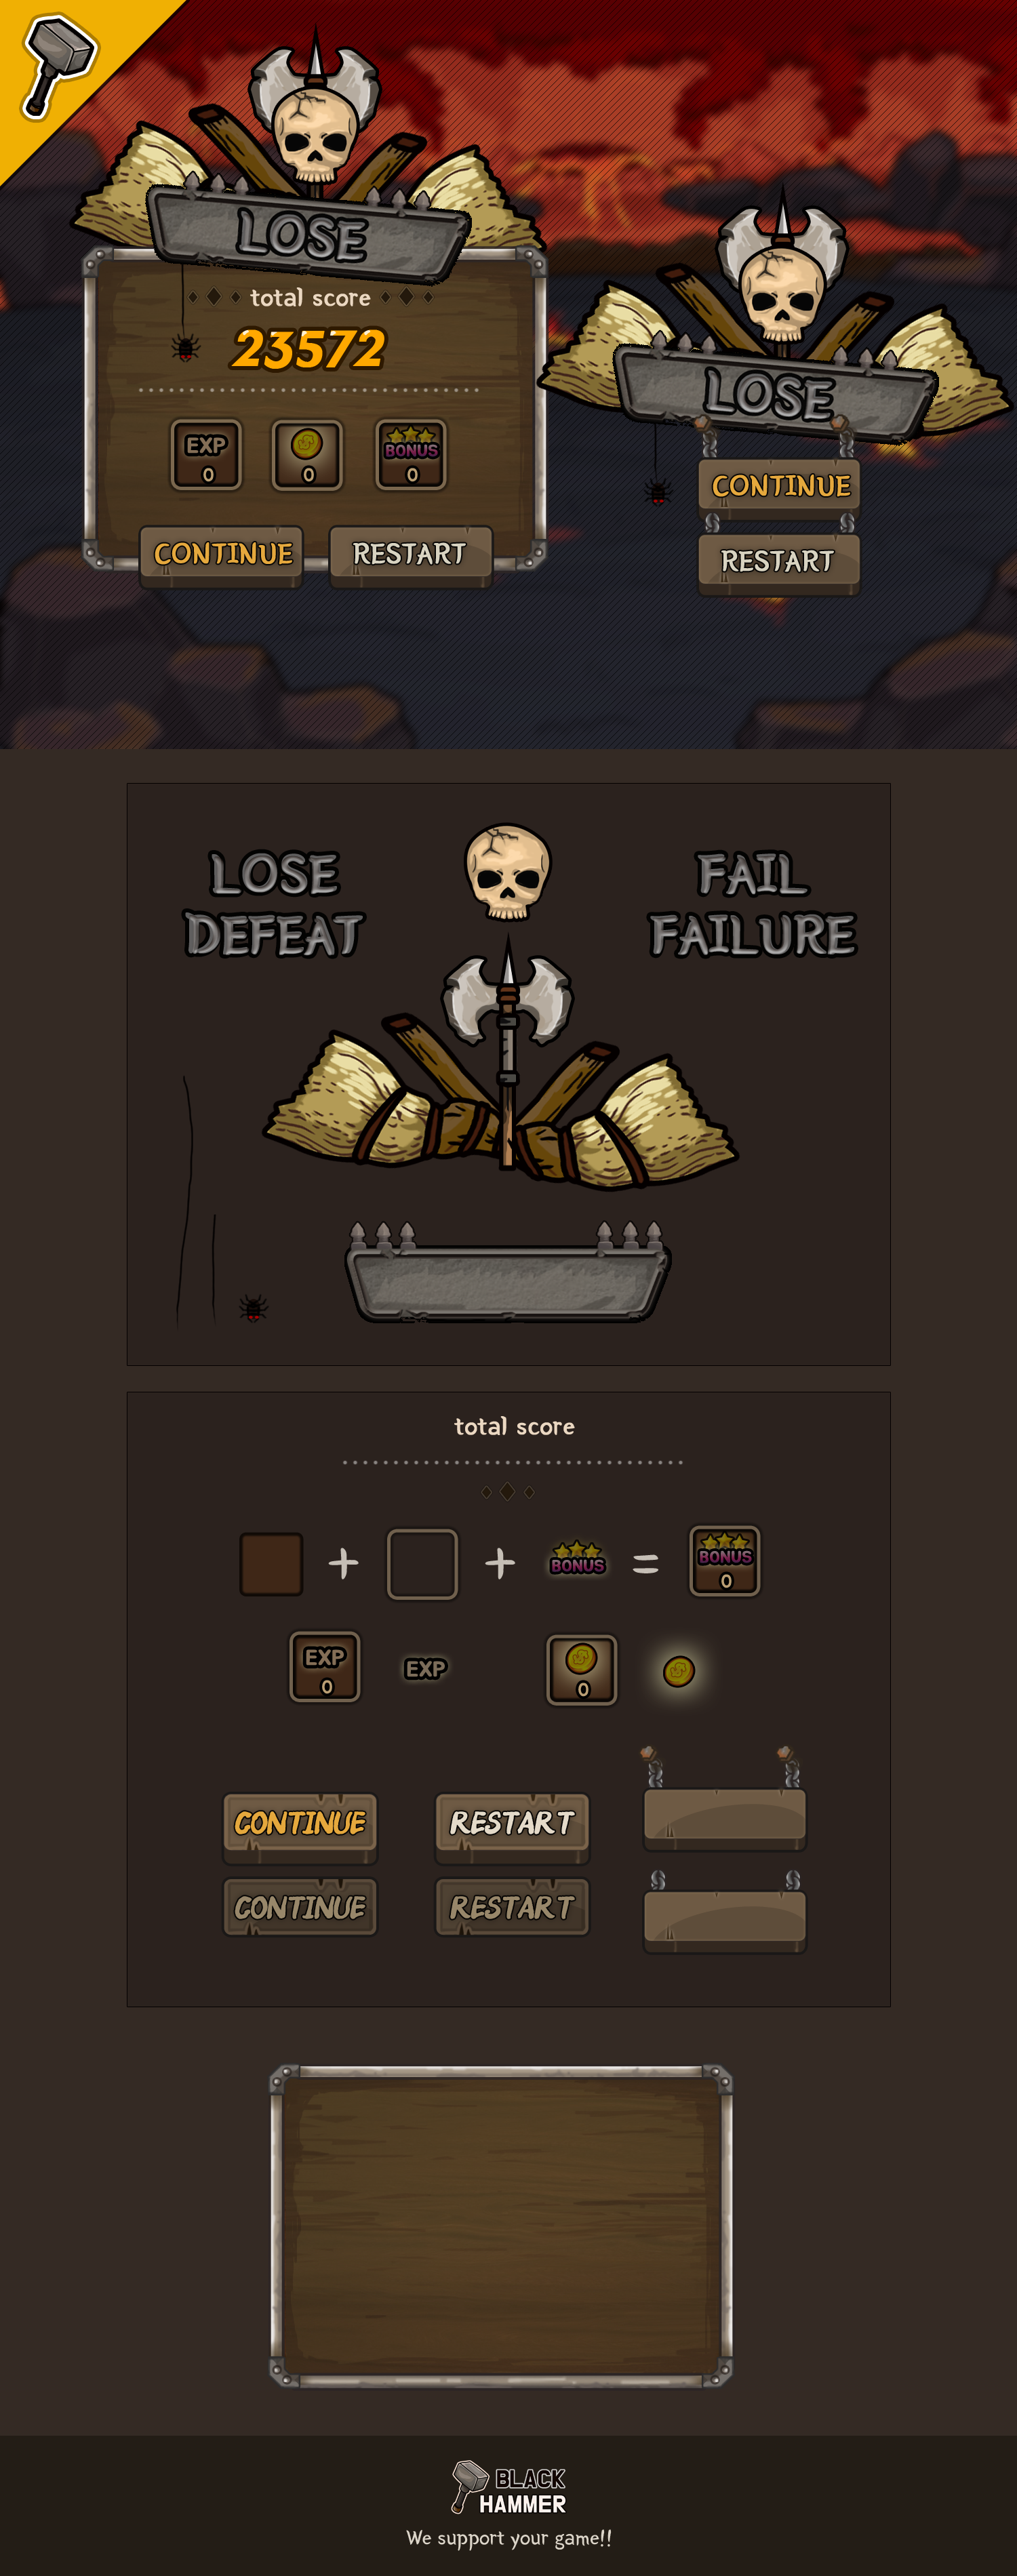 LOSE
total score
23572
EXP
0
0
BONUS
0
CONTINUE
RESTART
LOSE
CONTINUE
RESTART
LOSE
DEFEAT
FAIL
FAILURE
total score
+
+
BONUS
=
BONUS
0
EXP
0
EXP
0
CONTINUE
RESTART
CONTINUE
RESTART
BLACK
HAMMER
We support your game!!